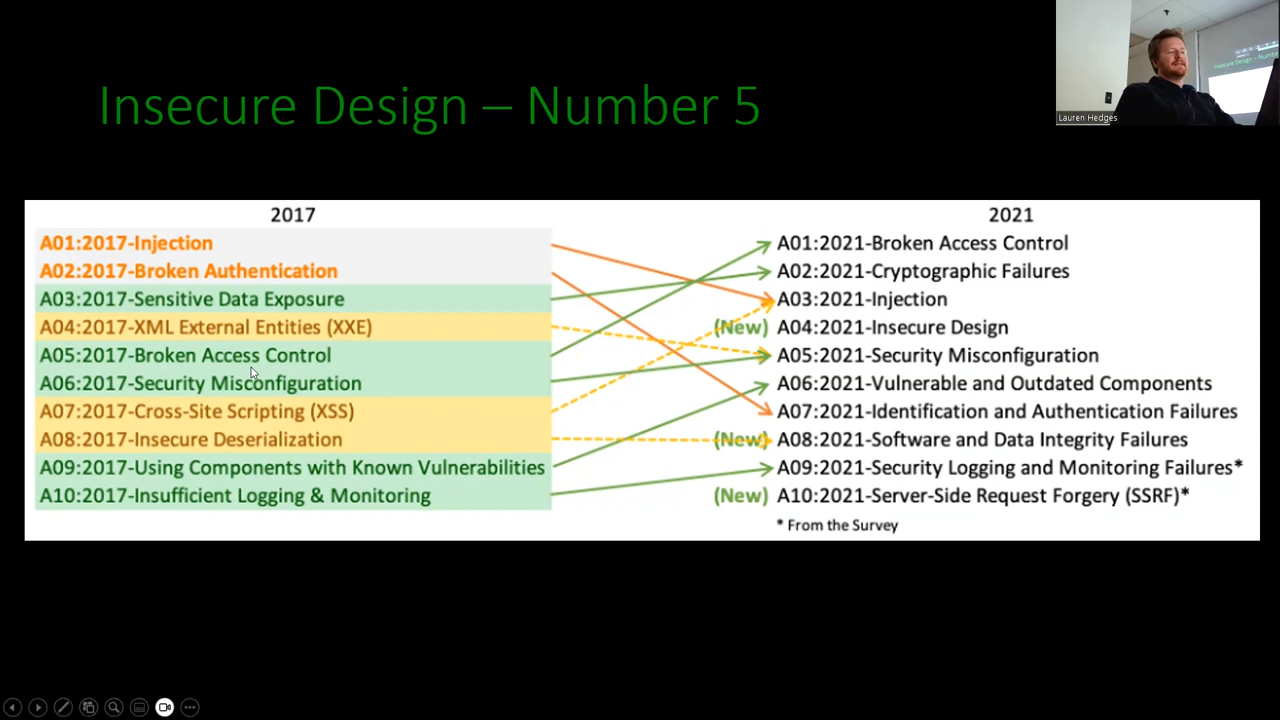 Insecure Design – Number 5
Lauren Hedges
Insecure Design – Numb
2017
A01:2017-Injection
A02:2017-Broken Authentication
A03:2017-Sensitive Data Exposure
A04:2017-XML External Entities (XXE)
A05:2017-Broken Access Control
A06:2017-Security Misconfiguration
A07:2017-Cross-Site Scripting (XSS)
A08:2017-Insecure Deserialization
A09:2017-Using Components with Known Vulnerabilities
A10:2017-Insufficient Logging & Monitoring
2021
A01:2021-Broken Access Control
A02:2021-Cryptographic Failures
A03:2021-Injection
(New) A04:2021-Insecure Design
A05:2021-Security Misconfiguration
A06:2021-Vulnerable and Outdated Components
A07:2021-Identification and Authentication Failures
(New) A08:2021-Software and Data Integrity Failures
A09:2021-Security Logging and Monitoring Failures*
(New) A10:2021-Server-Side Request Forgery (SSRF)*
* From the Survey